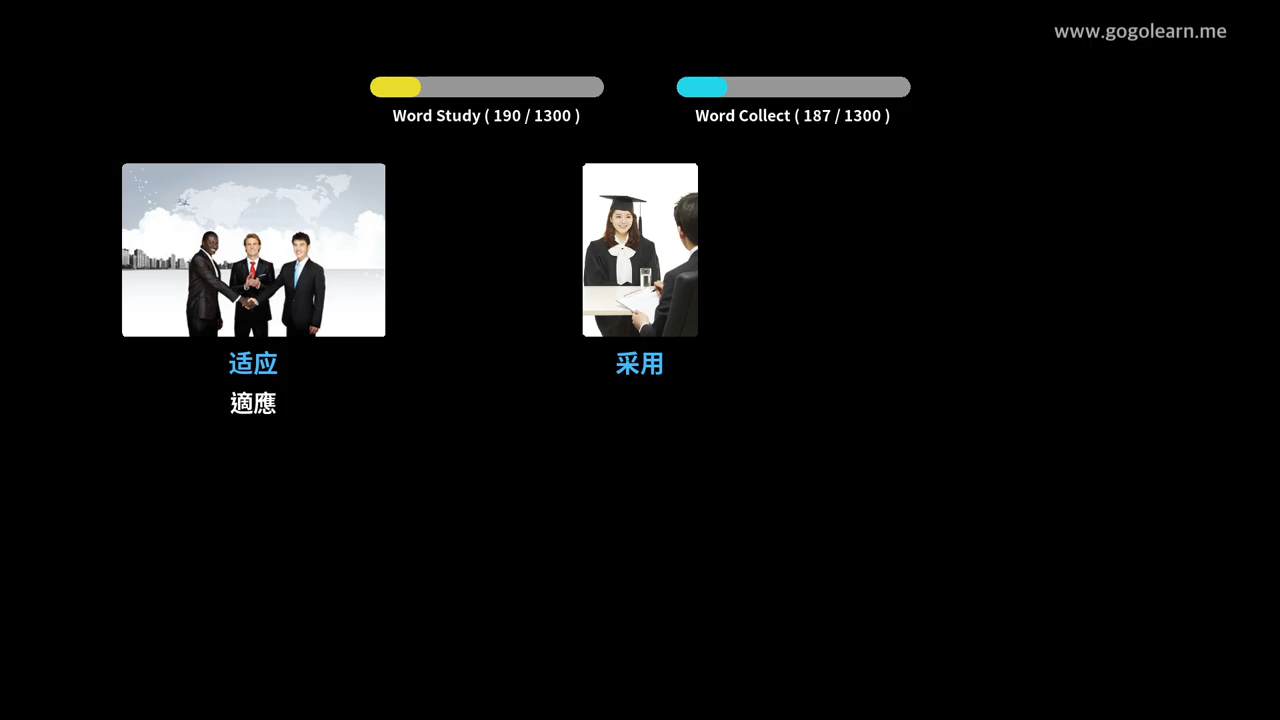 www.gogolearn.me
Word Study ( 190 / 1300 )
Word Collect ( 187 / 1300 )
适应
適應
采用